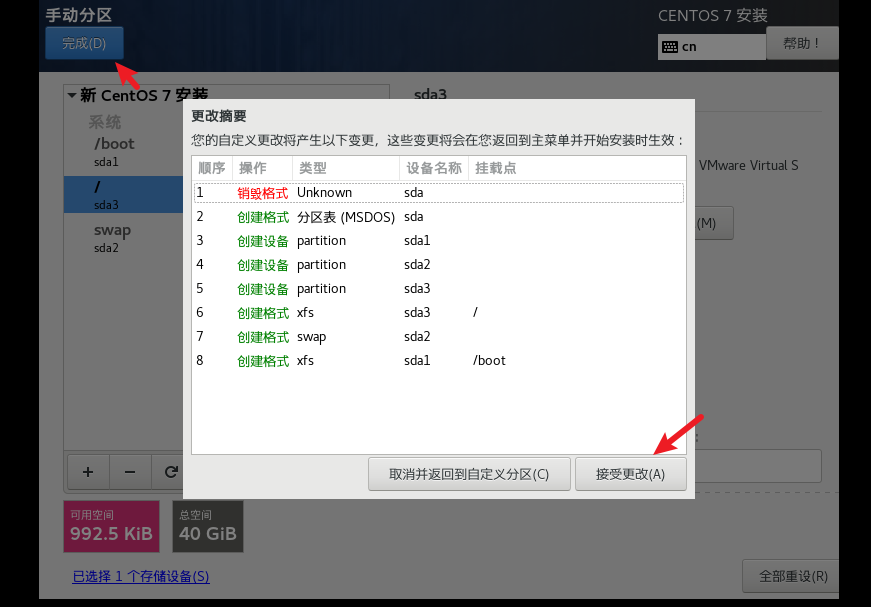 手动分区
CENTOS 7 安装
完成(D)
cn
帮助！
新 CentOS 7 安装
sda3
系统
/boot
sda1
/
sda3
swap
sda2
VMware Virtual S
(M)
更改摘要
您的自定义更改将产生以下变更，这些变更将会在您返回到主菜单并开始安装时生效：
顺序 操作 类型 设备名称 挂载点
1 销毁格式 Unknown sda
2 创建格式 分区表 (MSDOS) sda
3 创建设备 partition sda1
4 创建设备 partition sda2
5 创建设备 partition sda3
6 创建格式 xfs sda3 /
7 创建格式 swap sda2
8 创建格式 xfs sda1 /boot
取消并返回到自定义分区(C)
接受更改(A)
可用空间
992.5 KiB
总空间
40 GiB
已选择 1 个存储设备(S)
全部重设(R)